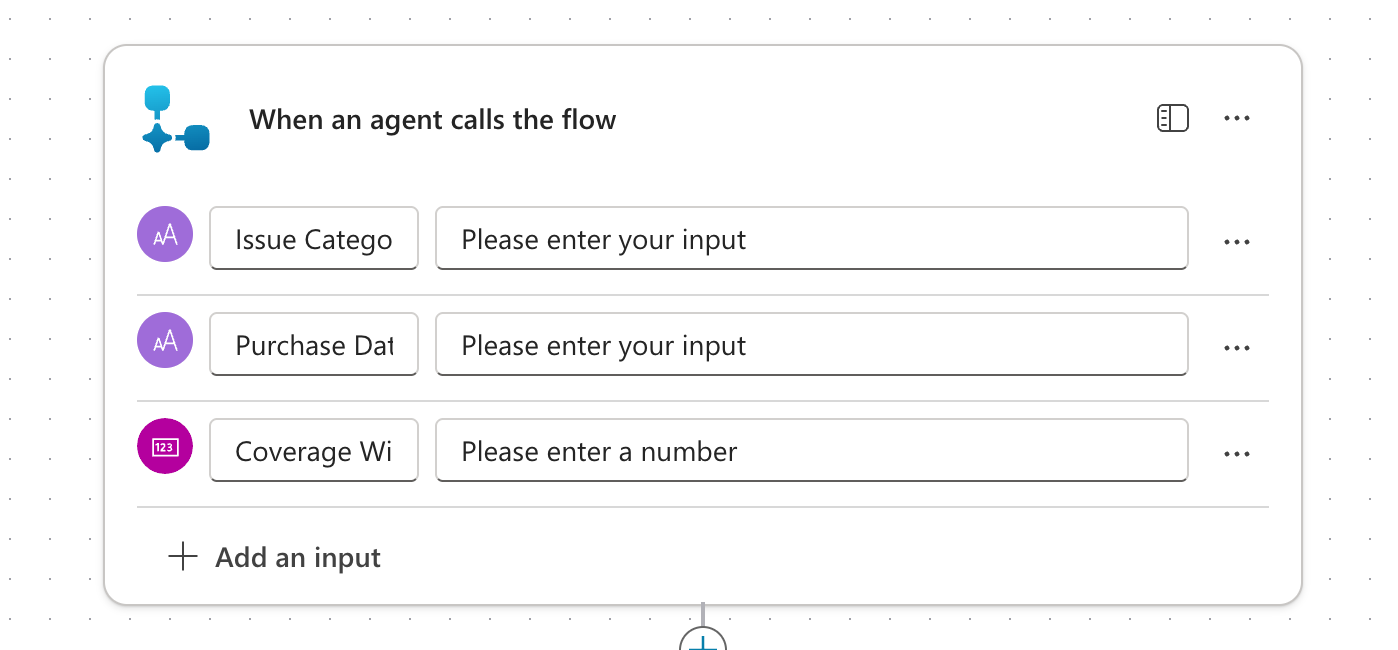 When an agent calls the flow
AA
Issue Catego
Please enter your input
AA
Purchase Dat
Please enter your input
123
Coverage Wi
Please enter a number
Add an input